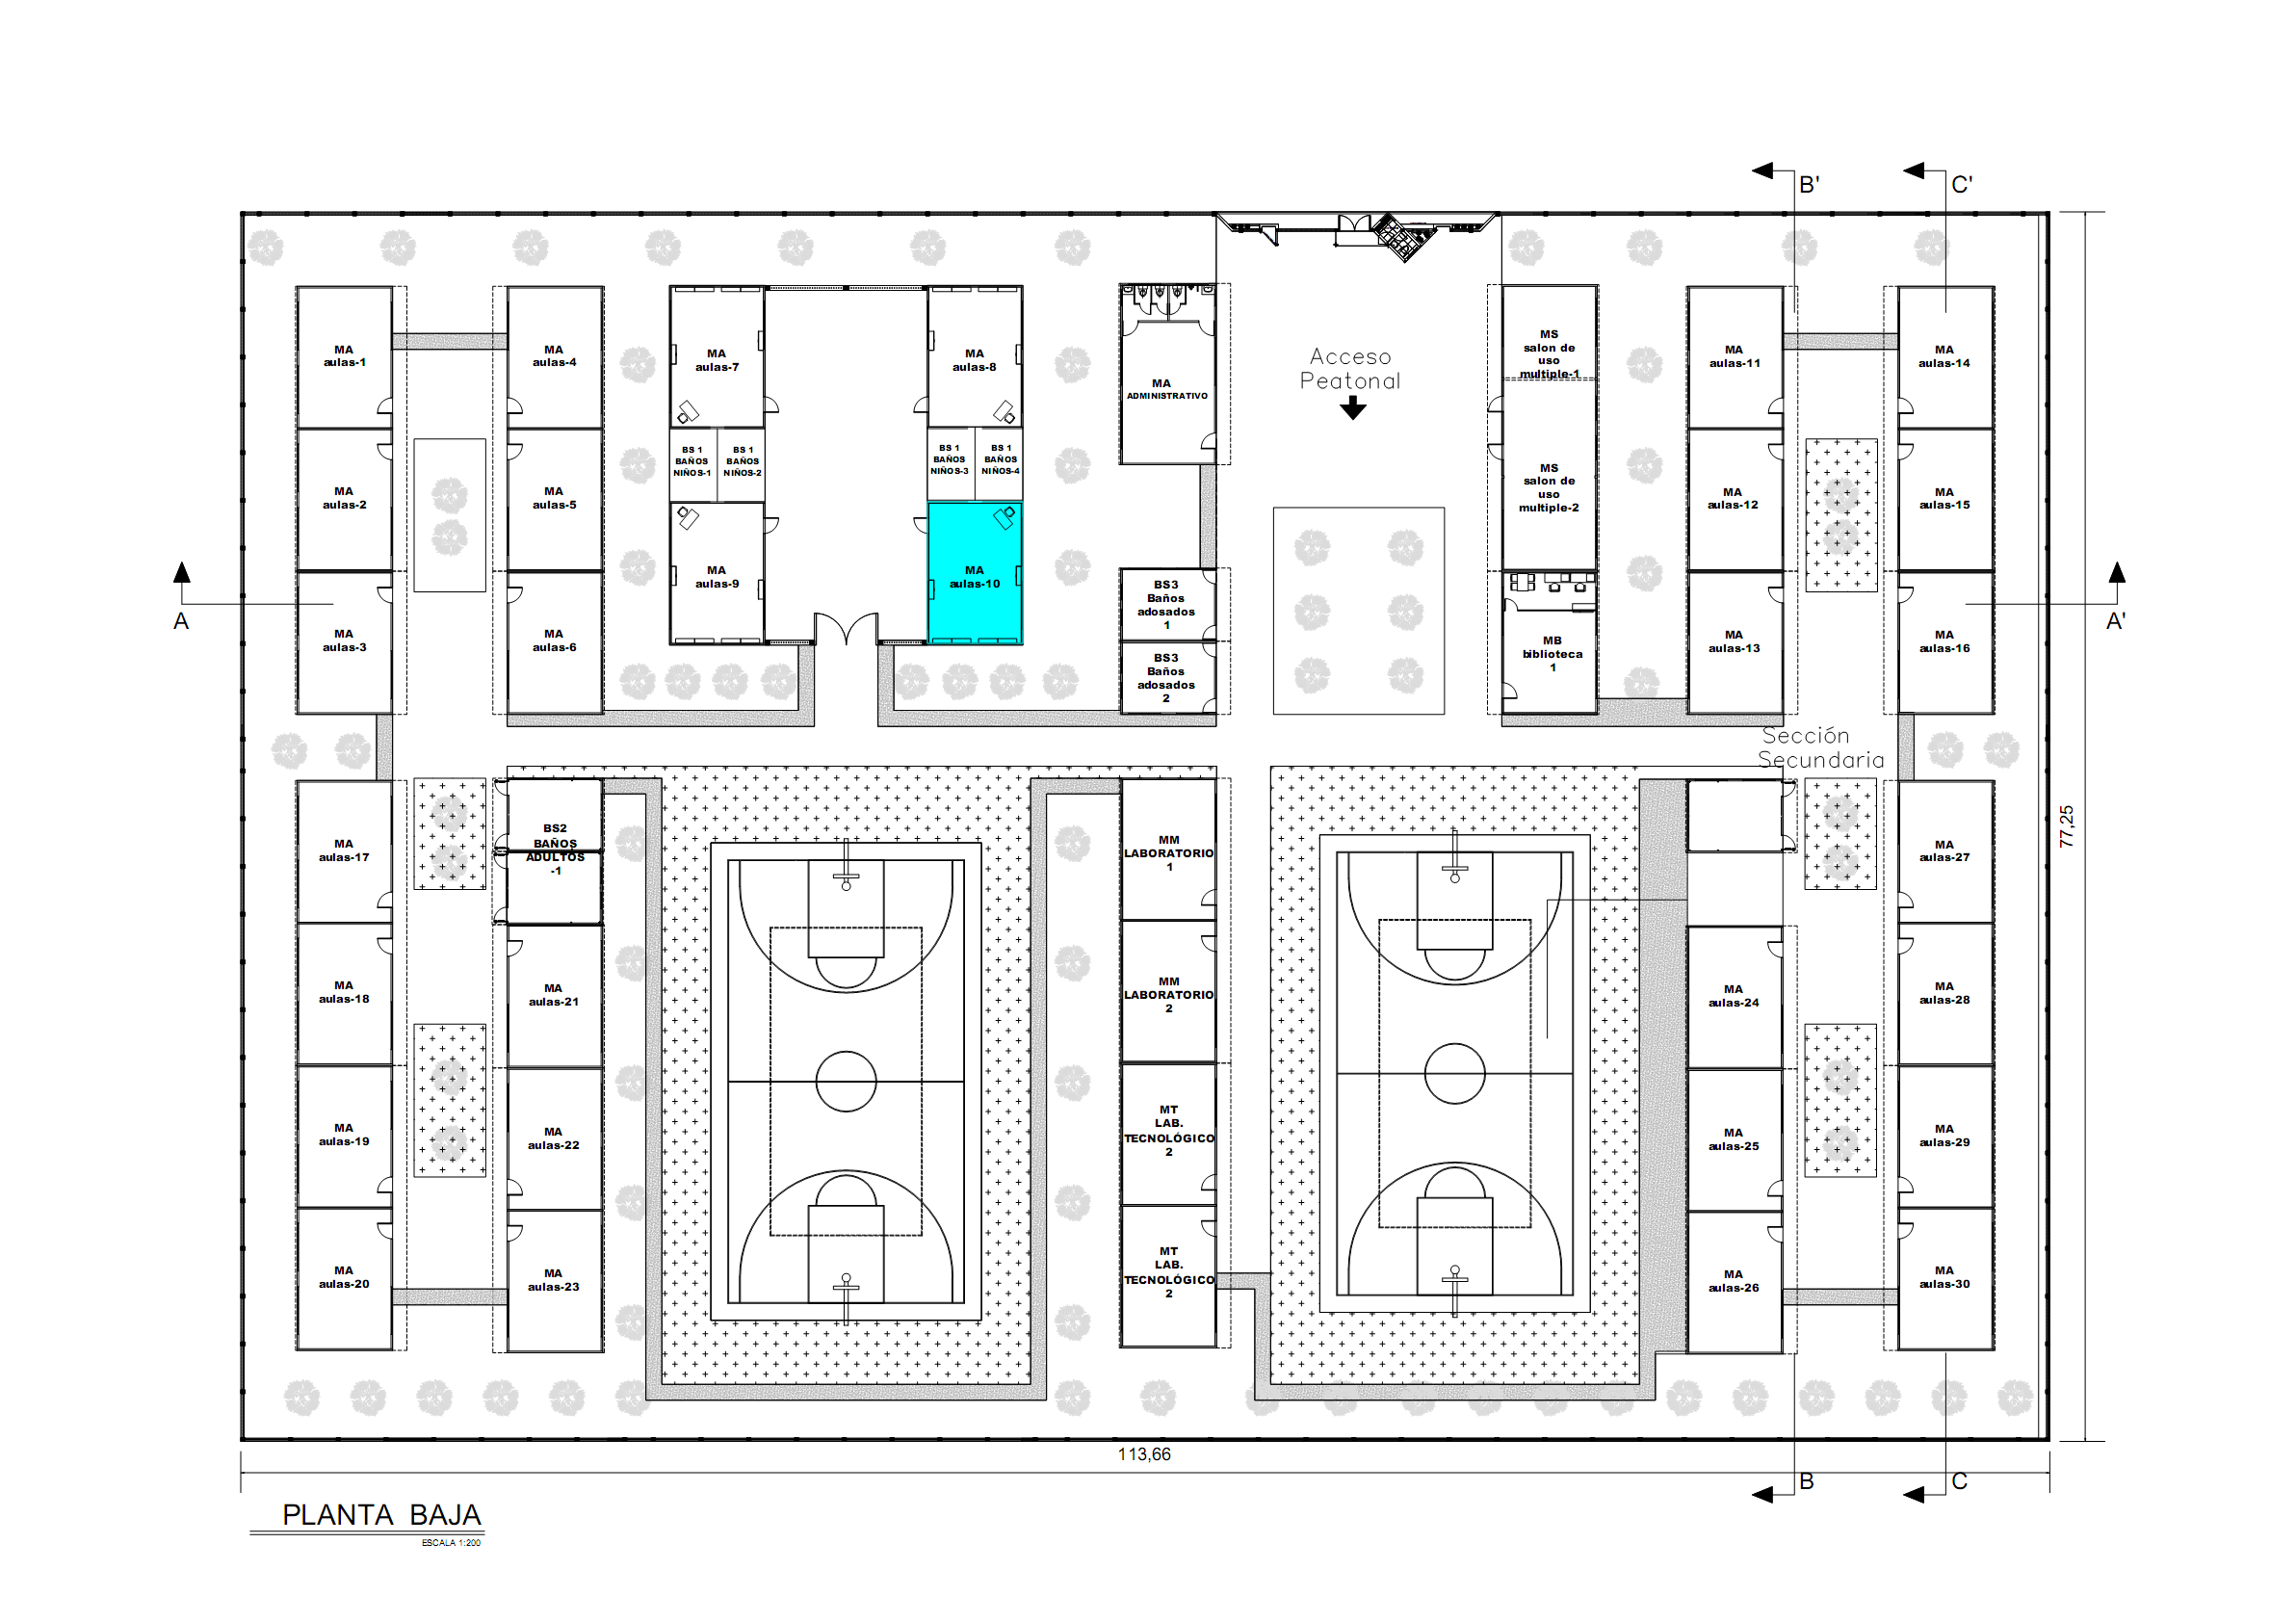 B'
C'
MA
aulas-1
MA
aulas-4
MA
aulas-7
MA
aulas-8
MA
ADMINISTRATIVO
Acceso
Peatonal
MS
salon de
uso
multiple-1
MA
aulas-11
MA
aulas-14
BS 1
BAÑOS
NIÑOS-1
BS 1
BAÑOS
NIÑOS-2
BS 1
BAÑOS
NIÑOS-3
BS 1
BAÑOS
NIÑOS-4
MA
aulas-2
MA
aulas-5
MS
salon de
uso
multiple-2
MA
aulas-12
MA
aulas-15
MA
aulas-9
MA
aulas-10
BS3
Baños
adosados
1
A
A'
MA
aulas-3
MA
aulas-6
BS3
Baños
adosados
2
MB
biblioteca
1
MA
aulas-13
MA
aulas-16
Sección
Secundaria
MA
aulas-17
BS2
BAÑOS
ADULTOS
-1
MM
LABORATORIO
1
MA
aulas-27
77,25
MA
aulas-18
MA
aulas-21
MM
LABORATORIO
2
MA
aulas-24
MA
aulas-28
MA
aulas-19
MA
aulas-22
MT
LAB.
TECNOLÓGICO
2
MA
aulas-25
MA
aulas-29
MA
aulas-20
MA
aulas-23
MT
LAB.
TECNOLÓGICO
2
MA
aulas-26
MA
aulas-30
113,66
B
C
PLANTA BAJA
ESCALA 1:200